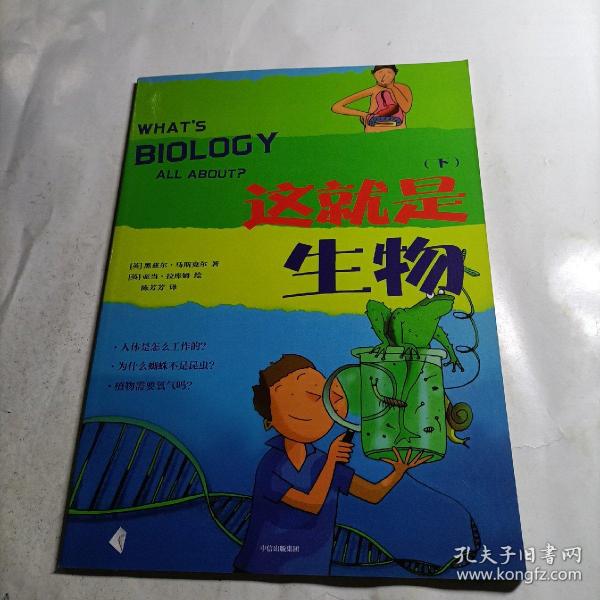 WHAT'S
BIOLOGY
ALL ABOUT?
（下）
这就是
生物
[英]黑兹尔·马斯克尔 著
[英]亚当·拉库姆 绘
陈芳芳 译
·人体是怎么工作的?
·为什么蜘蛛不是昆虫?
·植物需要氧气吗?
中信出版集团
孔夫子旧书网
www.kongfz.com